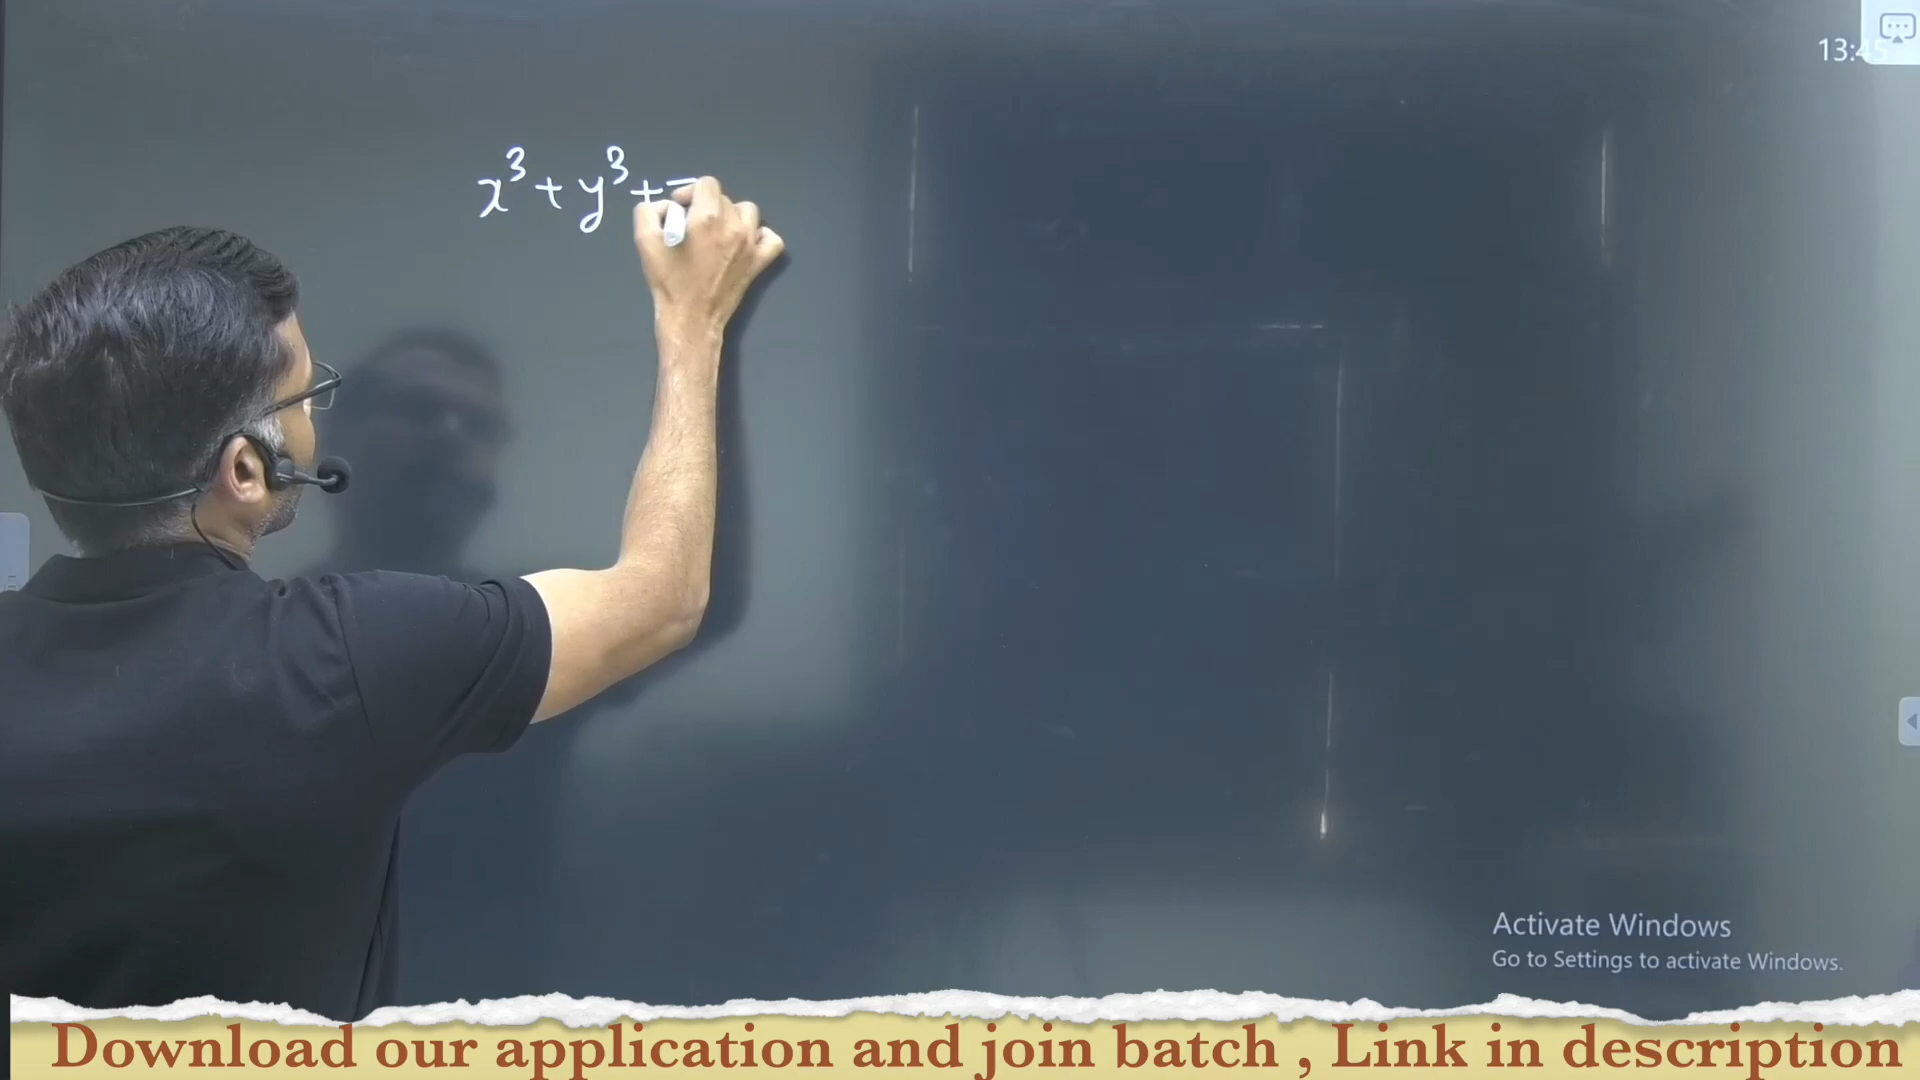 13:45
x³ + y³ +
Activate Windows
Go to Settings to activate Windows.
Download our application and join batch , Link in description